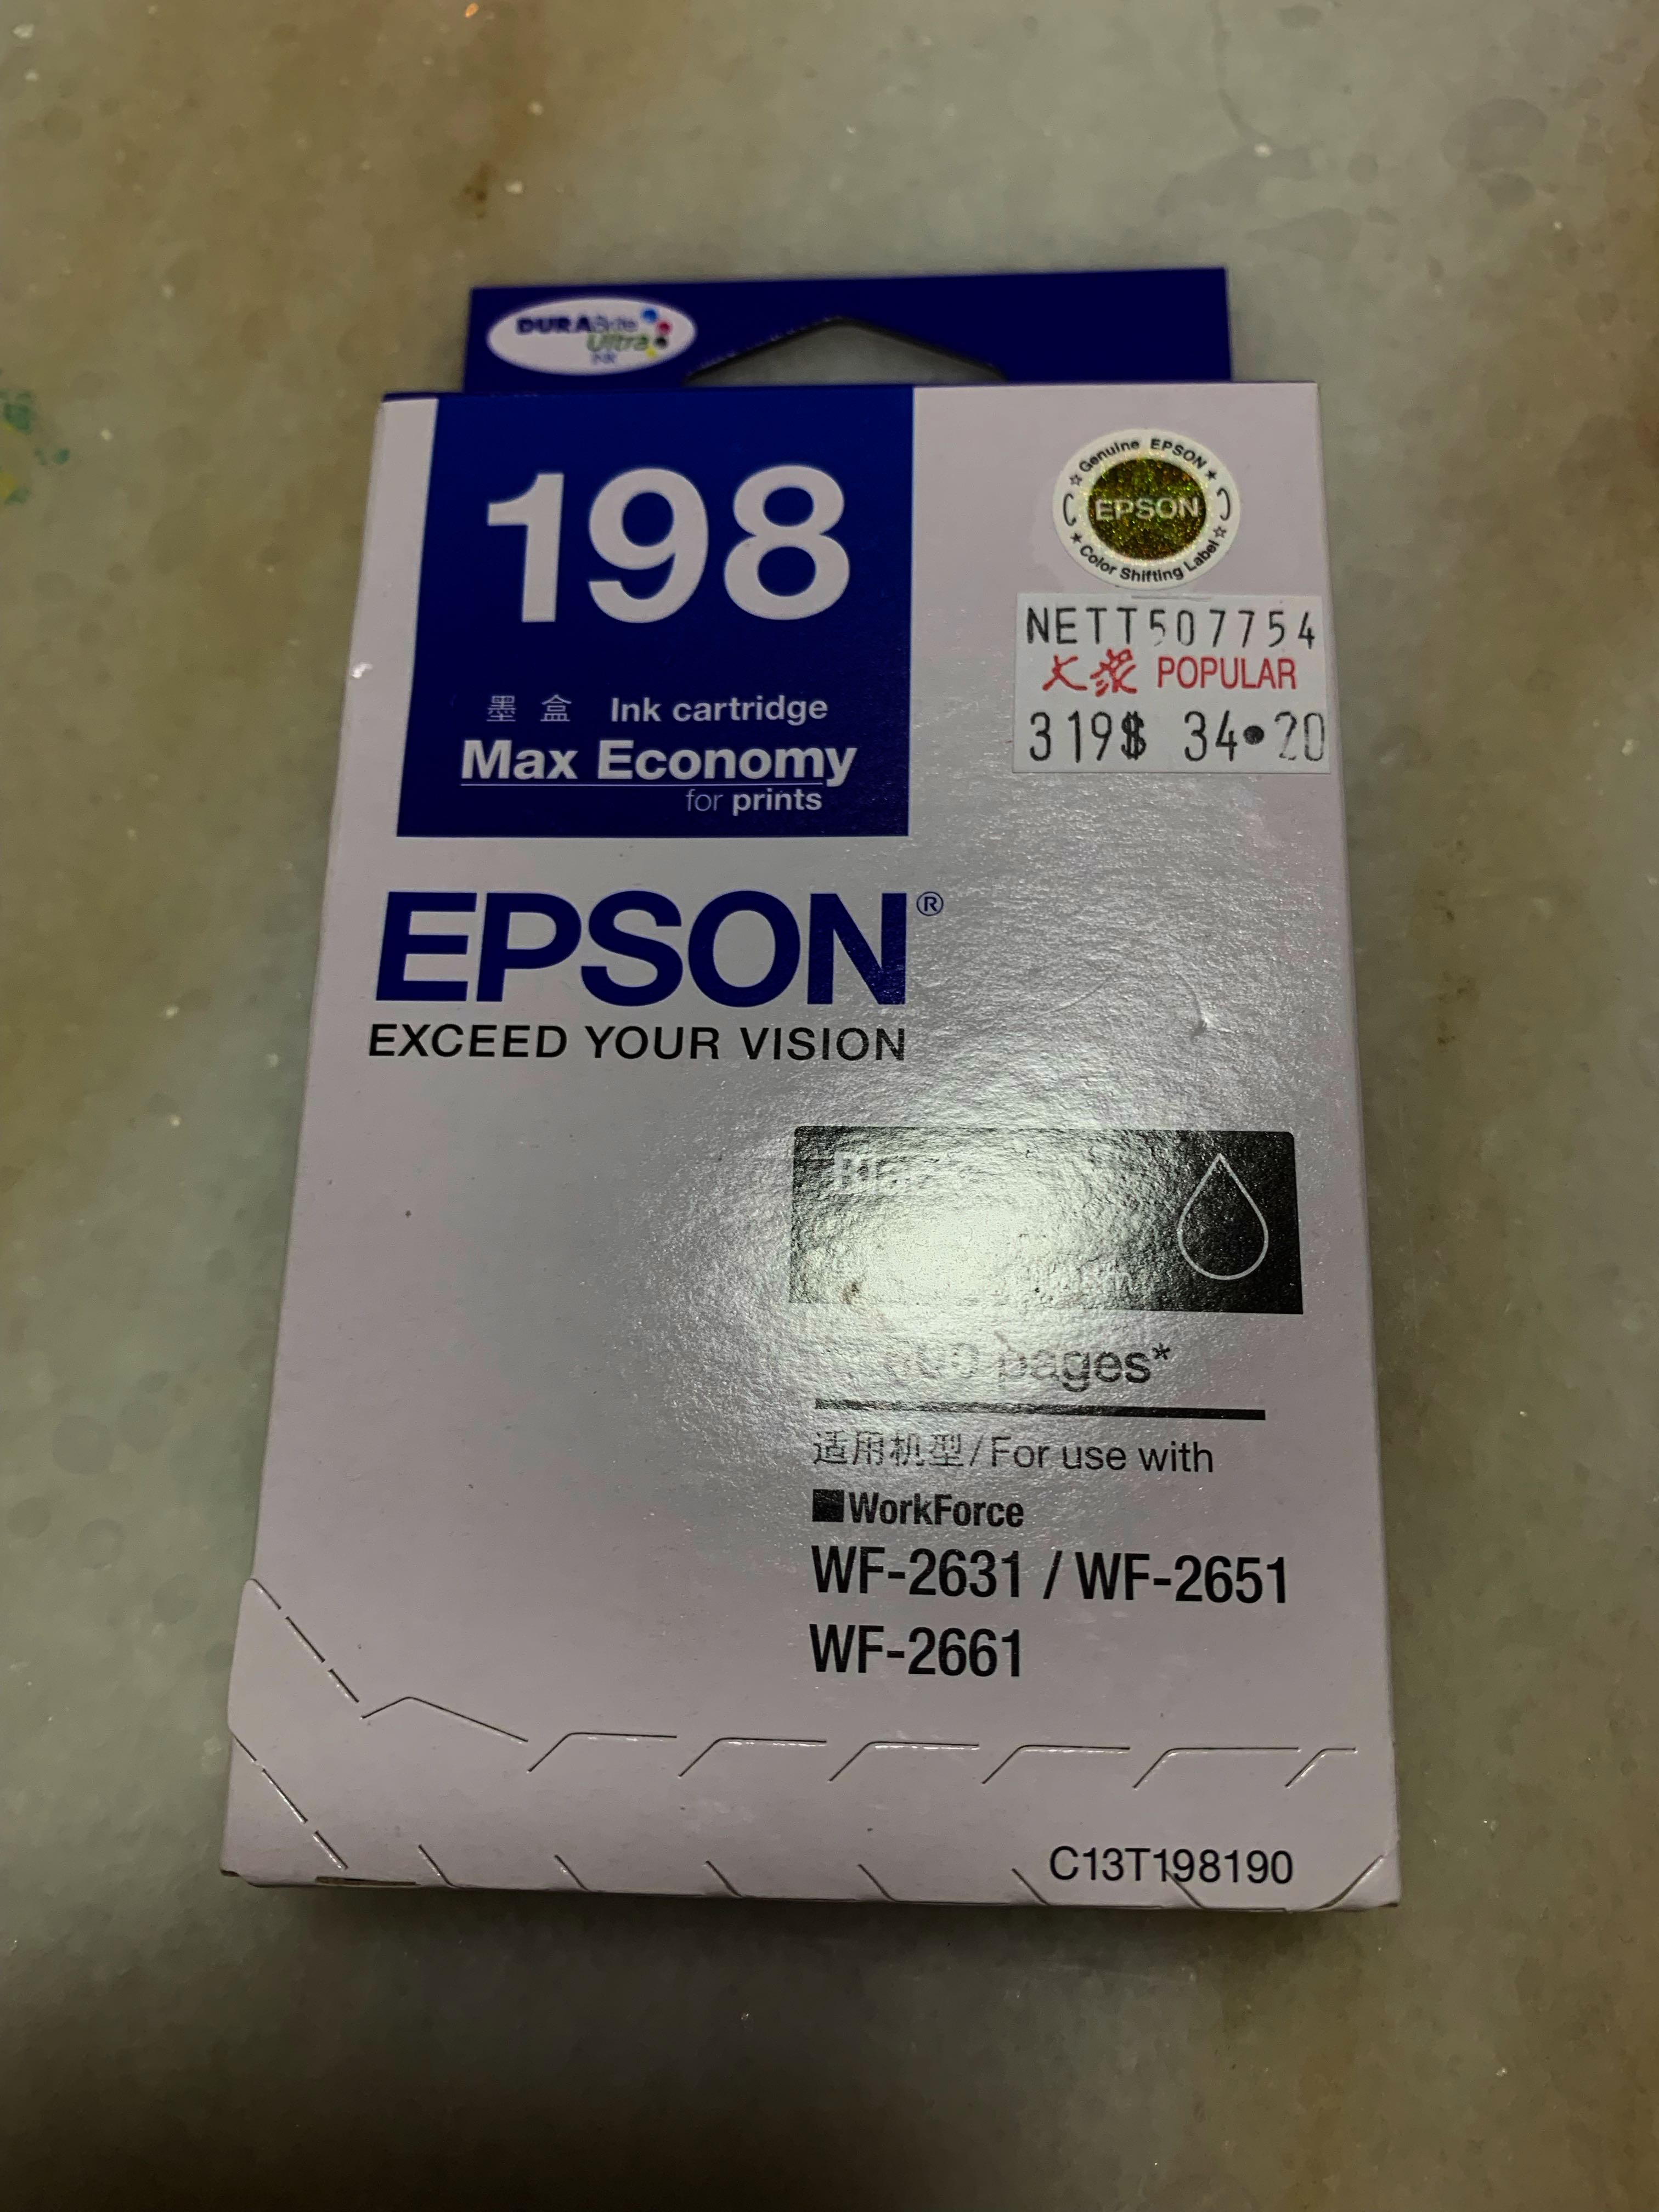 DURABrite
Ultra
INK
198
墨 盒 Ink cartridge
Max Economy
for prints
Genuine EPSON
EPSON
Color Shifting Label
NETT507754
大衆 POPULAR
319$ 34.20
EPSON®
EXCEED YOUR VISION
pages*
适用机型/For use with
WorkForce
WF-2631 / WF-2651
WF-2661
C13T198190